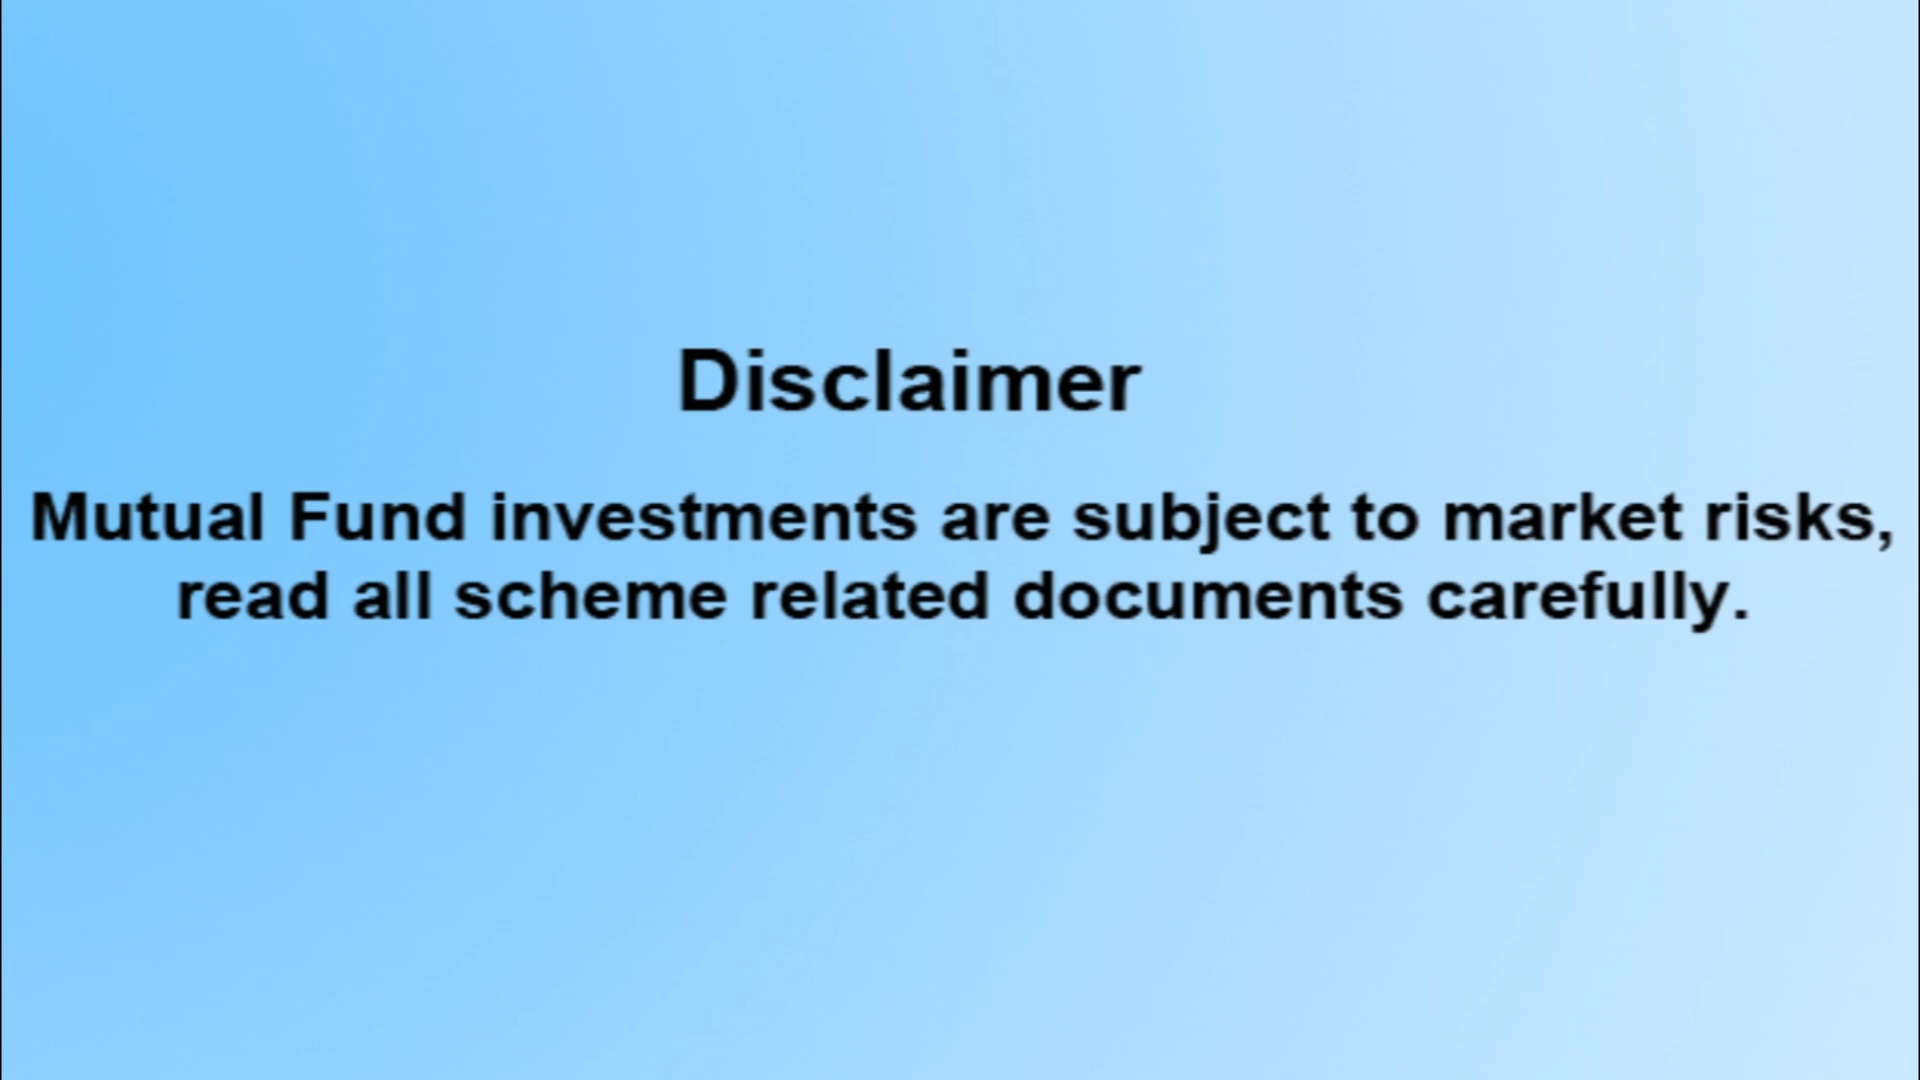 Disclaimer
Mutual Fund investments are subject to market risks,
read all scheme related documents carefully.